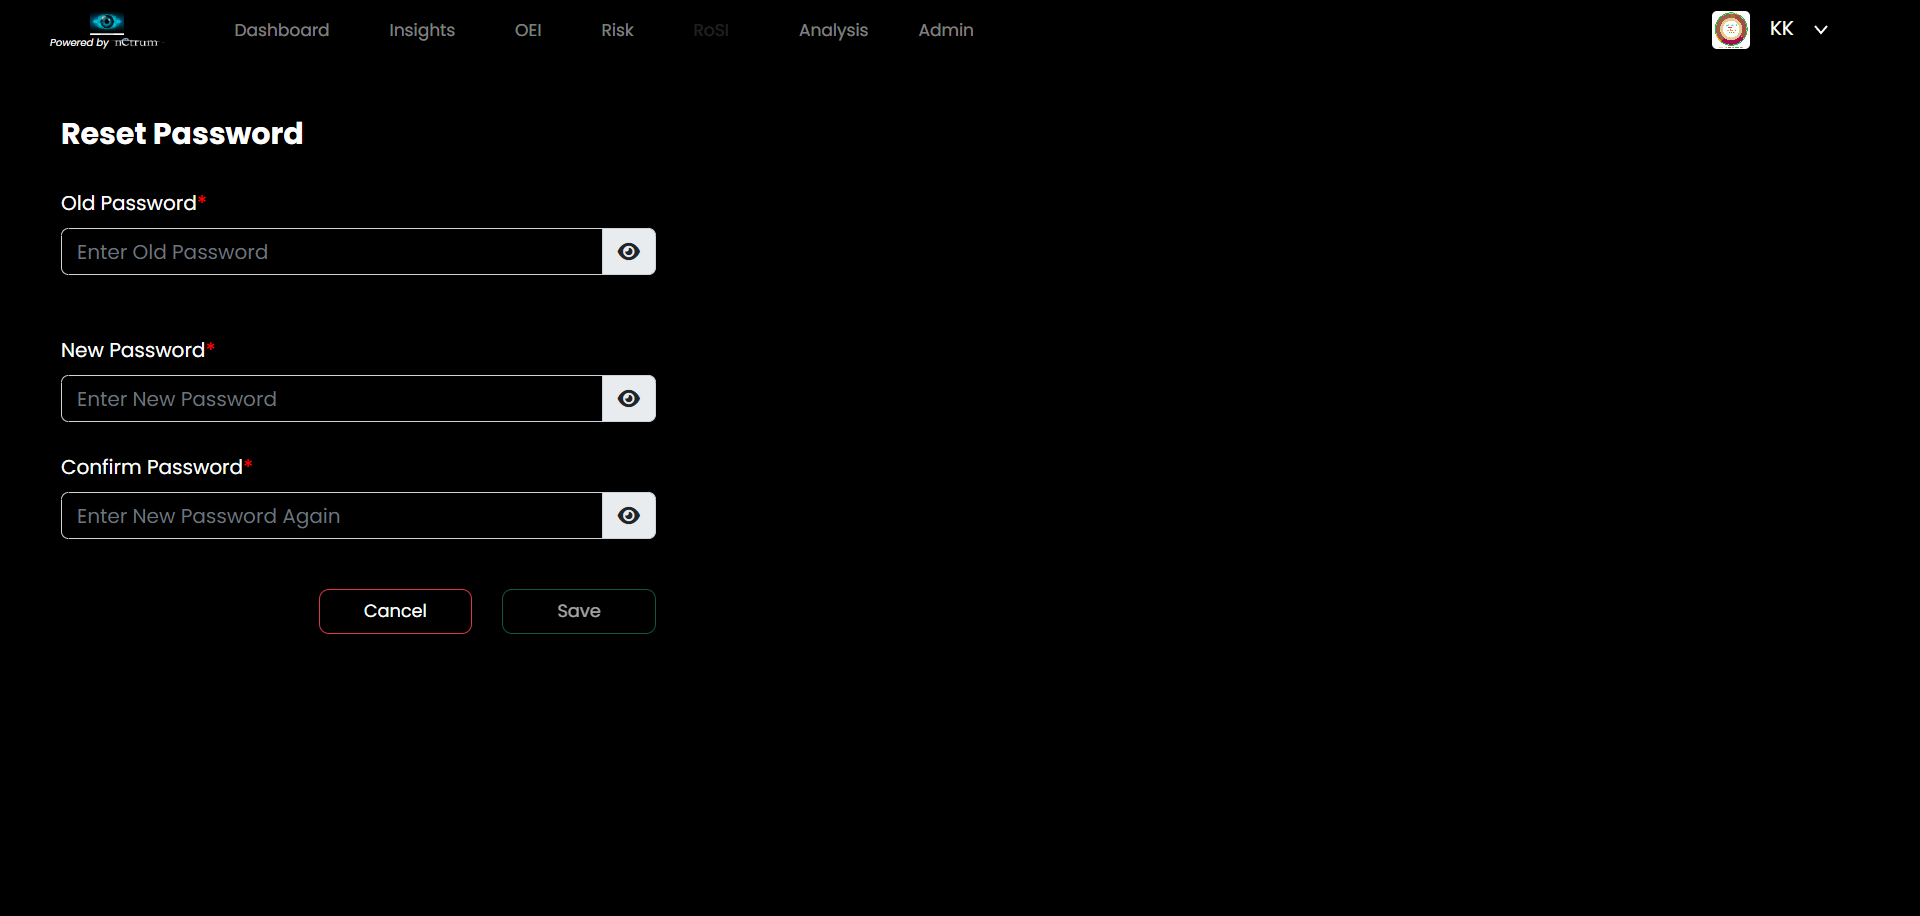 Powered by nCtrum
Dashboard
Insights
OEI
Risk
RoSI
Analysis
Admin
KK
Reset Password
Old Password*
Enter Old Password
New Password*
Enter New Password
Confirm Password*
Enter New Password Again
Cancel
Save